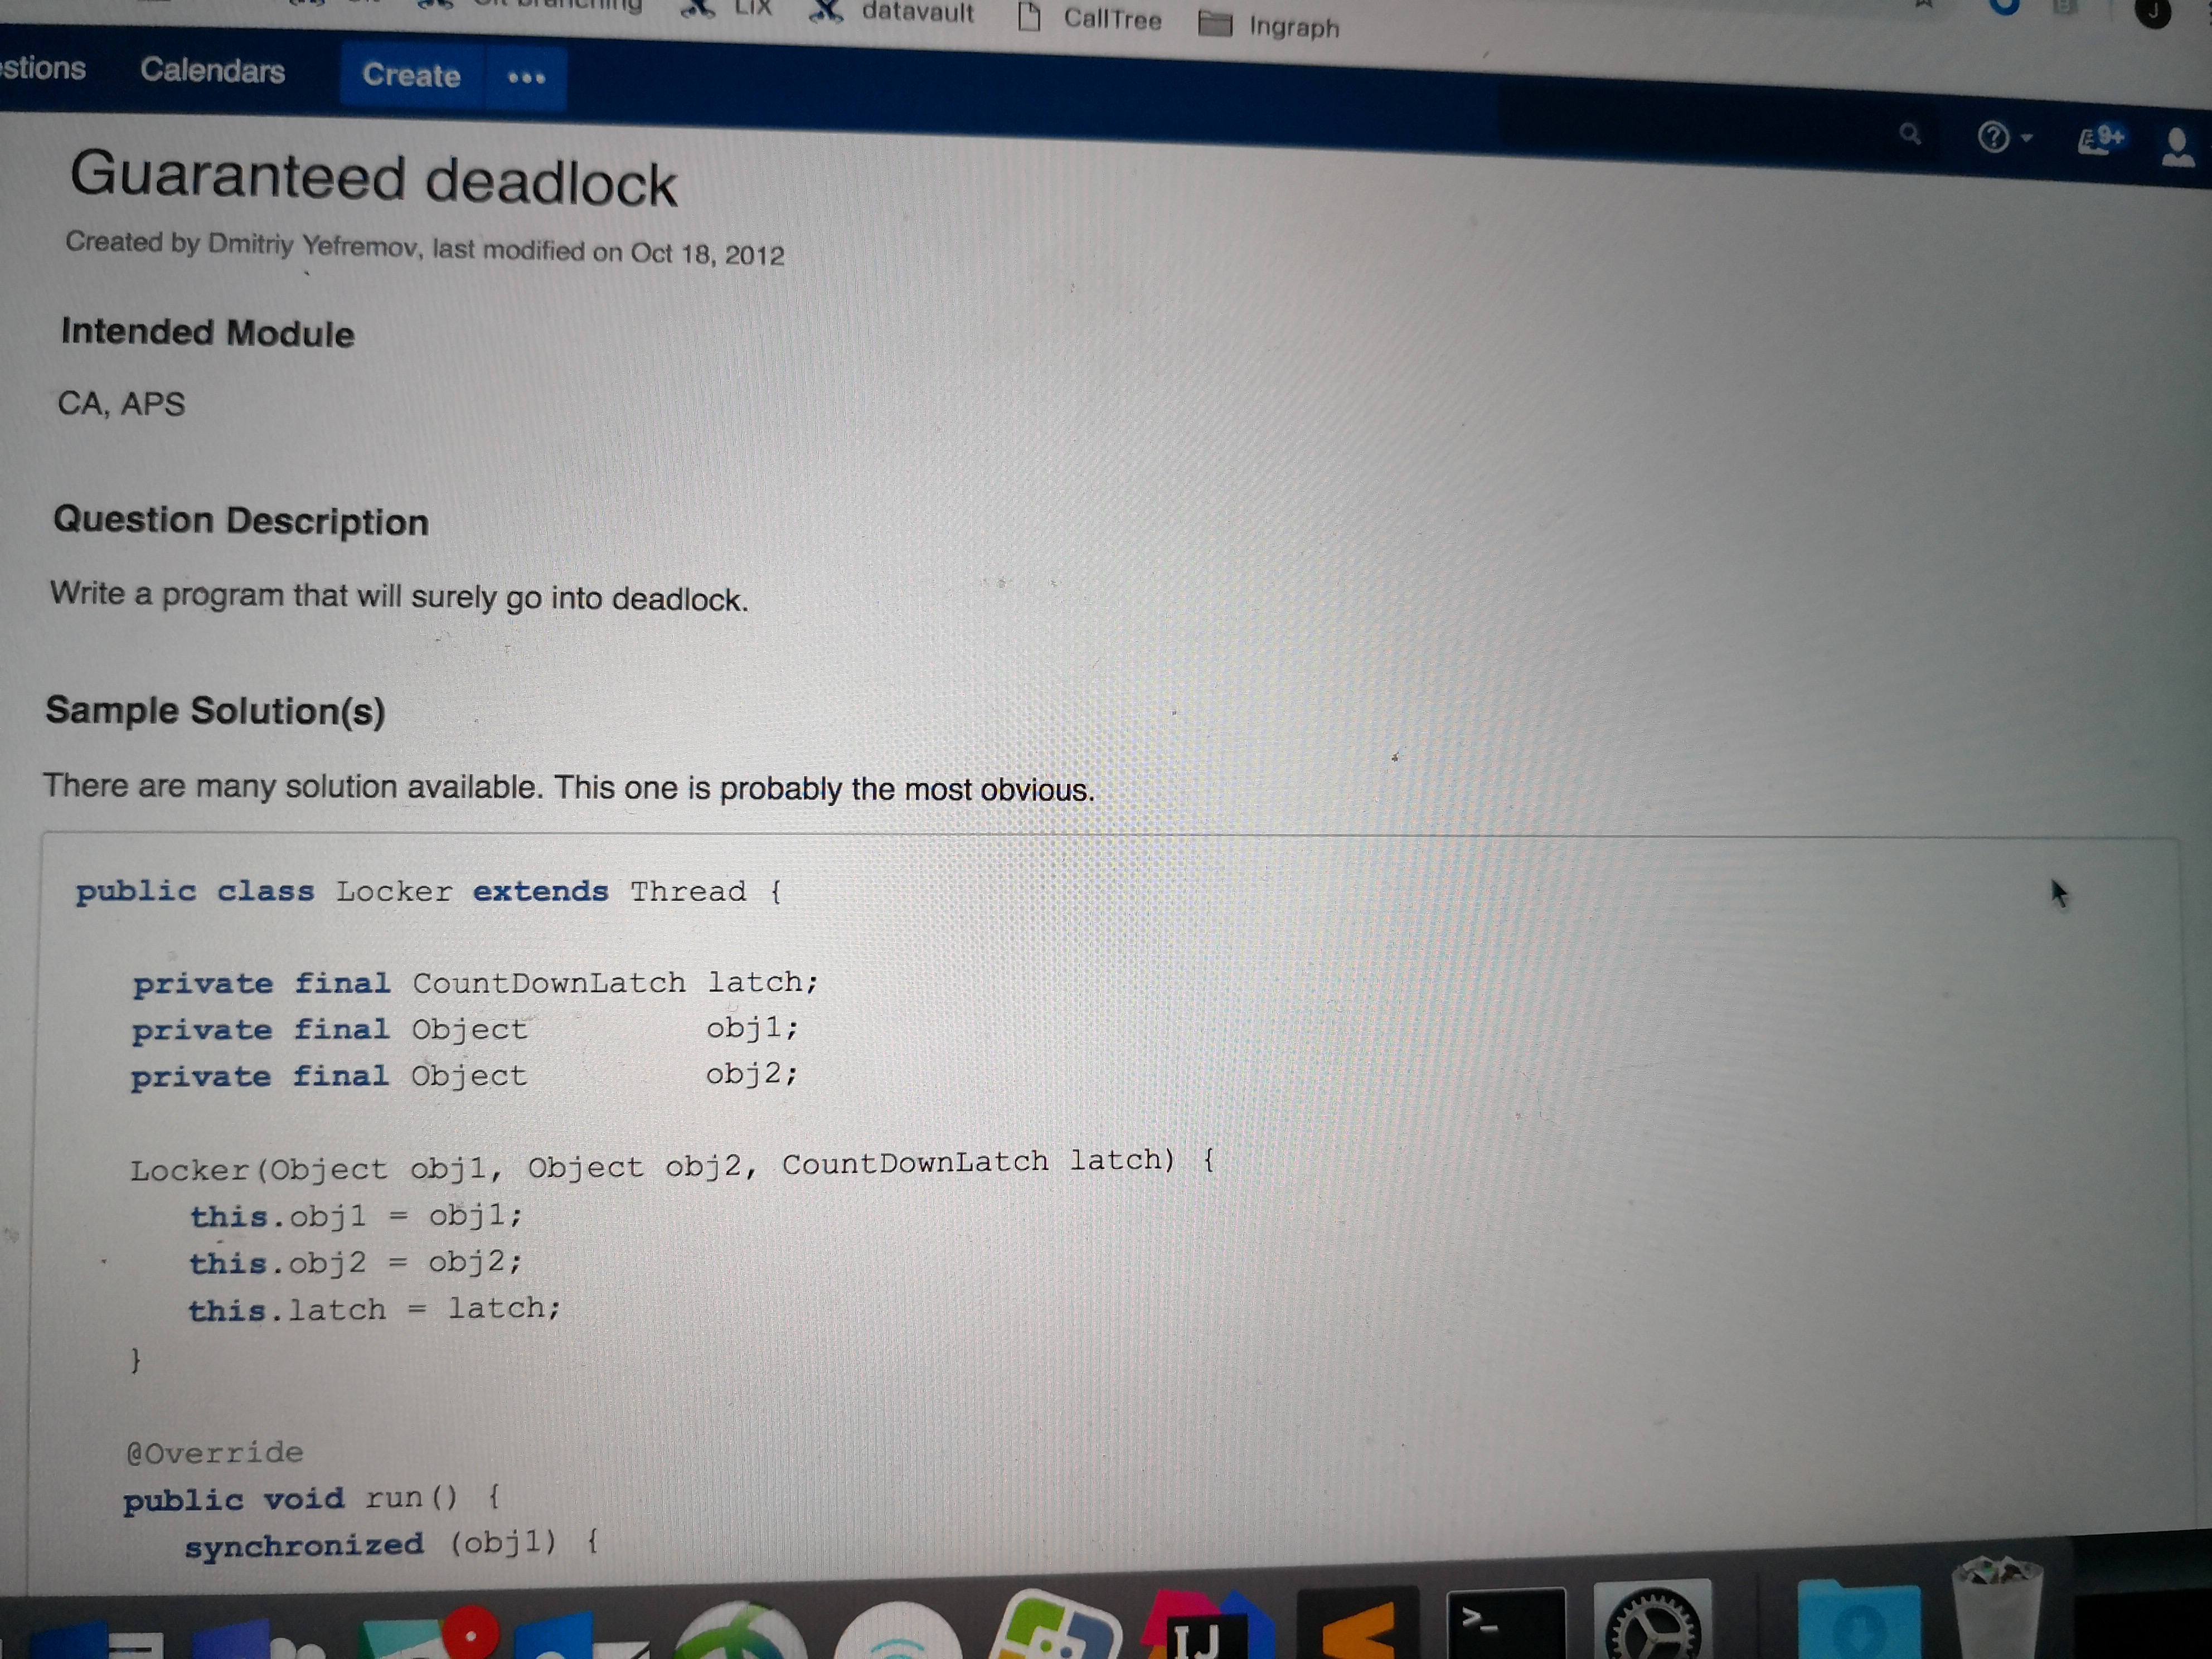 LIX datavault CallTree Ingraph
Calendars Create •••
9+
Guaranteed deadlock
Created by Dmitriy Yefremov, last modified on Oct 18, 2012
Intended Module
CA, APS
Question Description
Write a program that will surely go into deadlock.
Sample Solution(s)
There are many solution available. This one is probably the most obvious.
public class Locker extends Thread {
private final CountDownLatch latch;
private final Object obj1;
private final Object obj2;
Locker(Object obj1, Object obj2, CountDownLatch latch) {
this.obj1 = obj1;
this.obj2 = obj2;
this.latch = latch;
}
@Override
public void run() {
synchronized (obj1) {
IJ
>_